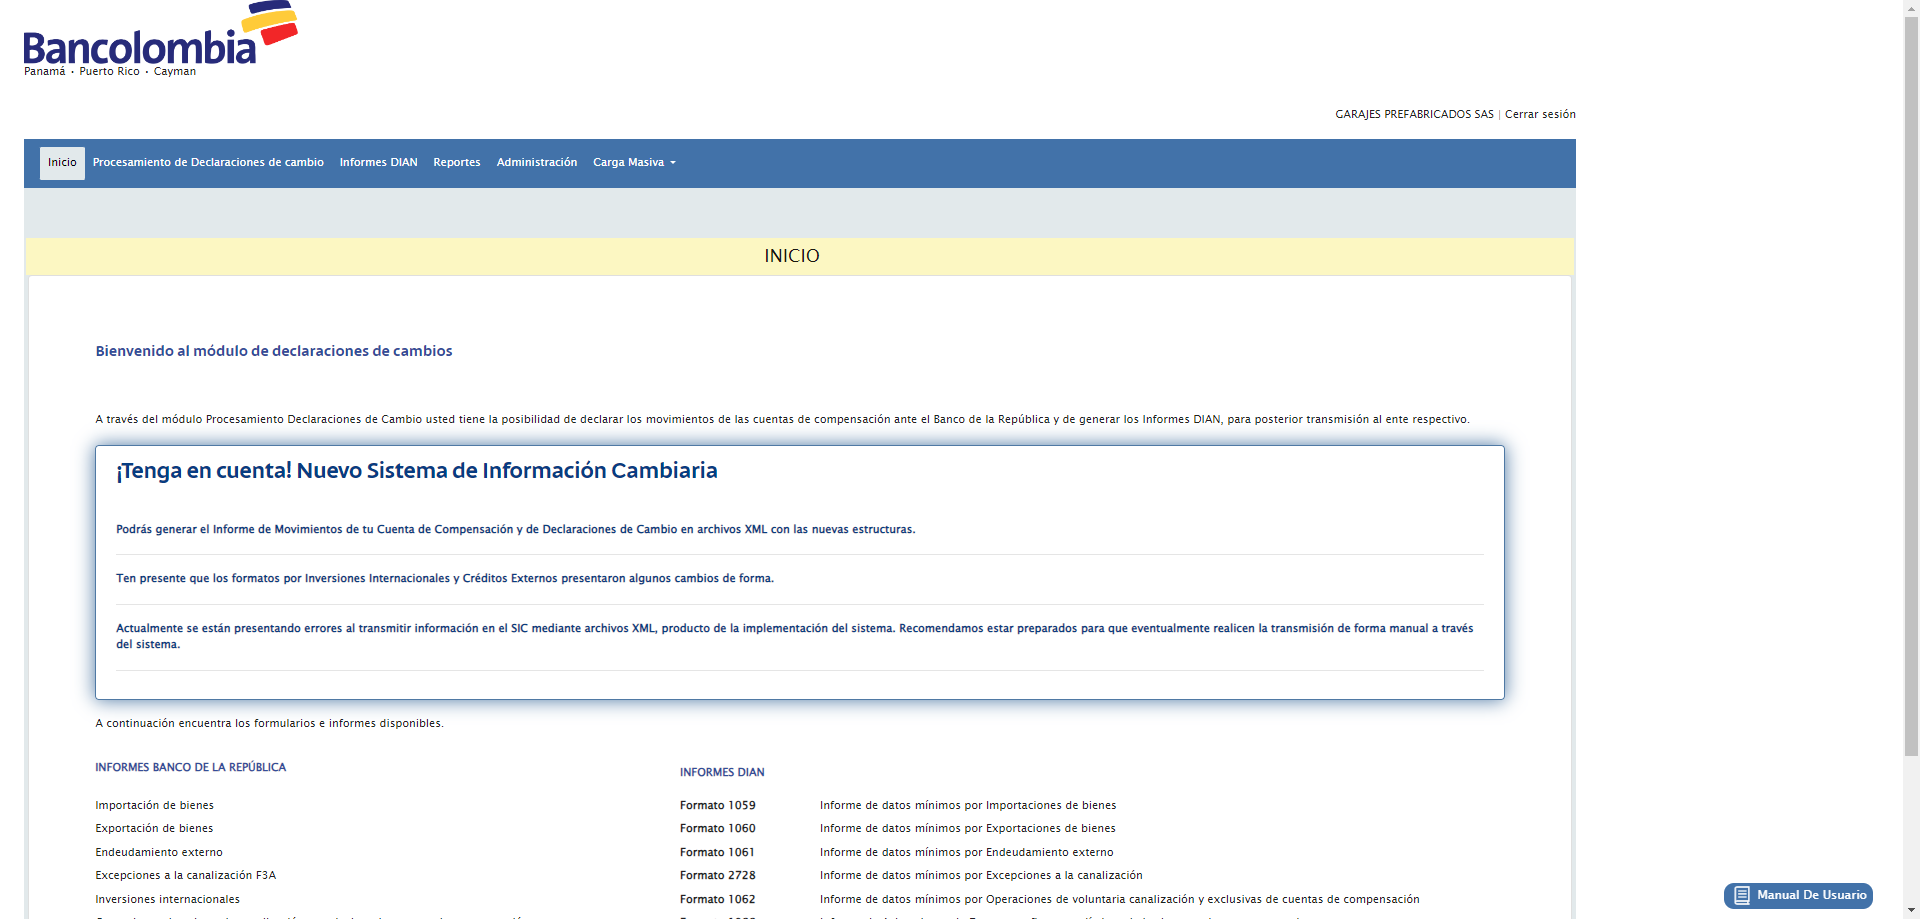 Bancolombia
Panamá • Puerto Rico • Cayman
GARAJES PREFABRICADOS SAS | Cerrar sesión
Inicio Procesamiento de Declaraciones de cambio Informes DIAN Reportes Administración Carga Masiva
INICIO
Bienvenido al módulo de declaraciones de cambios
A través del módulo Procesamiento Declaraciones de Cambio usted tiene la posibilidad de declarar los movimientos de las cuentas de compensación ante el Banco de la República y de generar los Informes DIAN, para posterior transmisión al ente respectivo.
¡Tenga en cuenta! Nuevo Sistema de Información Cambiaria
Podrás generar el Informe de Movimientos de tu Cuenta de Compensación y de Declaraciones de Cambio en archivos XML con las nuevas estructuras.
Ten presente que los formatos por Inversiones Internacionales y Créditos Externos presentaron algunos cambios de forma.
Actualmente se están presentando errores al transmitir información en el SIC mediante archivos XML, producto de la implementación del sistema. Recomendamos estar preparados para que eventualmente realicen la transmisión de forma manual a través
del sistema.
A continuación encuentra los formularios e informes disponibles.
INFORMES BANCO DE LA REPÚBLICA
Importación de bienes
Exportación de bienes
Endeudamiento externo
Excepciones a la canalización F3A
Inversiones internacionales
INFORMES DIAN
Formato 1059 Informe de datos mínimos por Importaciones de bienes
Formato 1060 Informe de datos mínimos por Exportaciones de bienes
Formato 1061 Informe de datos mínimos por Endeudamiento externo
Formato 2728 Informe de datos mínimos por Excepciones a la canalización
Formato 1062 Informe de datos mínimos por Operaciones de voluntaria canalización y exclusivas de cuentas de compensación
Manual De Usuario